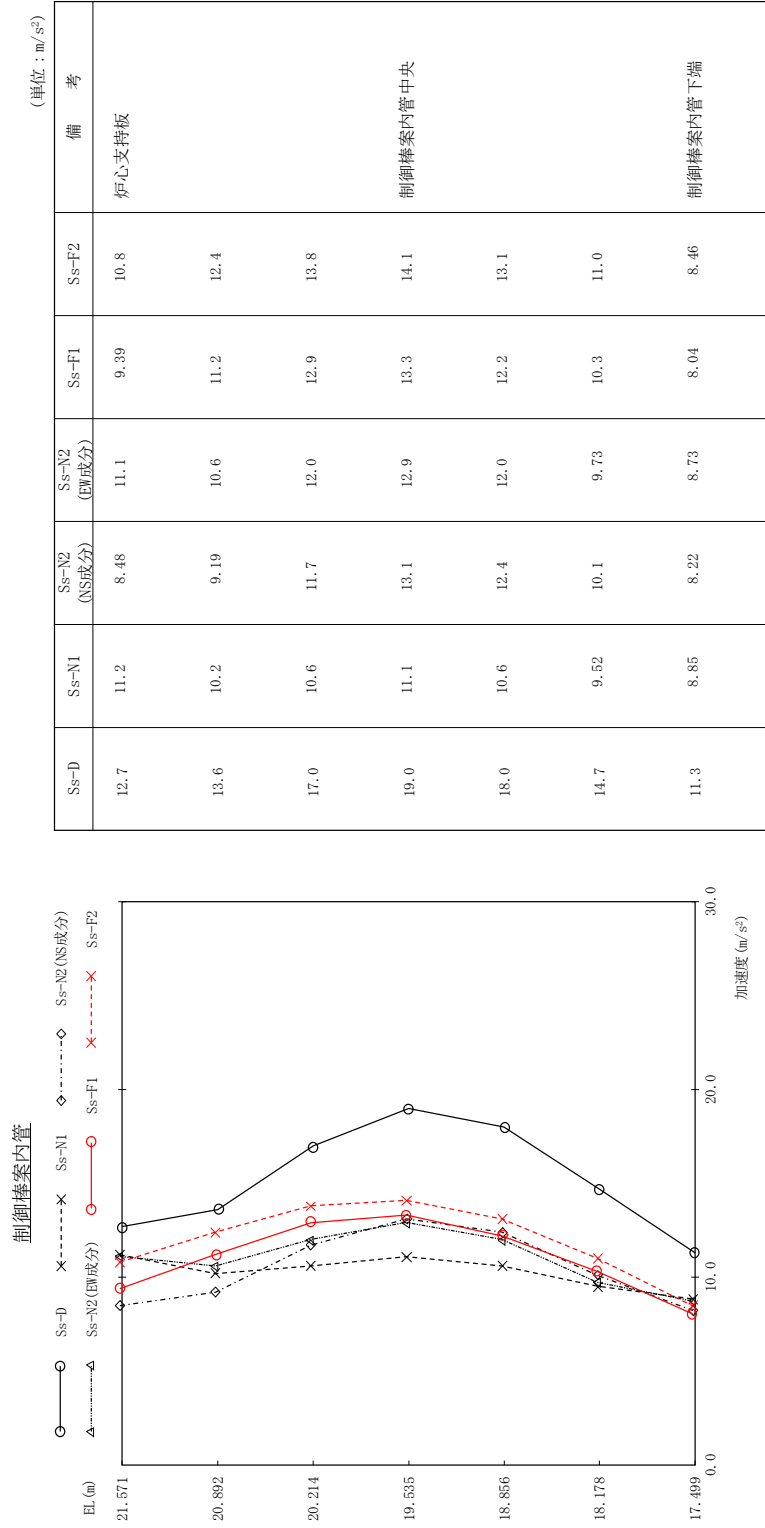 制御棒案内管
Ss-D
Ss-N1
Ss-N2(NS成分)
Ss-N2(EW成分)
Ss-F1
Ss-F2
EL(m)
21.571
20.892
20.214
19.535
18.856
18.178
17.499
0.0 10.0 20.0 30.0
加速度(m/s²)
(単位:m/s²)
Ss-D Ss-N1 Ss-N2(NS成分) Ss-N2(EW成分) Ss-F1 Ss-F2 備 考
12.7 11.2 8.48 11.1 9.39 10.8 炉心支持板
13.6 10.2 9.19 10.6 11.2 12.4
17.0 10.6 11.7 12.0 12.9 13.8
19.0 11.1 13.1 12.9 13.3 14.1 制御棒案内管中央
18.0 10.6 12.4 12.0 12.2 13.1
14.7 9.52 10.1 9.73 10.3 11.0
11.3 8.85 8.22 8.73 8.04 8.46 制御棒案内管下端